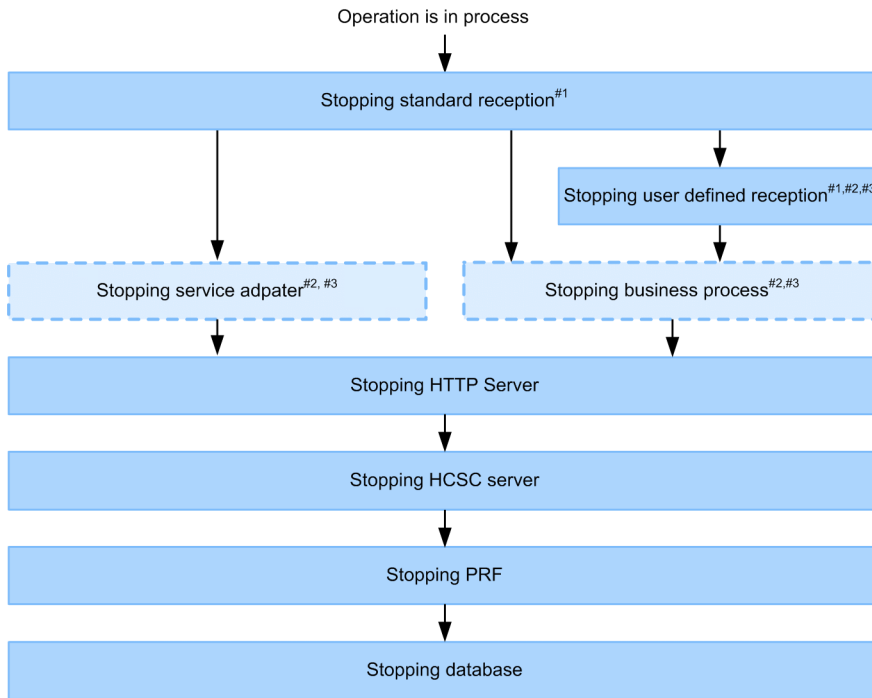 Operation is in process
Stopping standard reception#1
Stopping user defined reception#1,#2,#3
Stopping service adpater#2, #3
Stopping business process#2,#3
Stopping HTTP Server
Stopping HCSC server
Stopping PRF
Stopping database